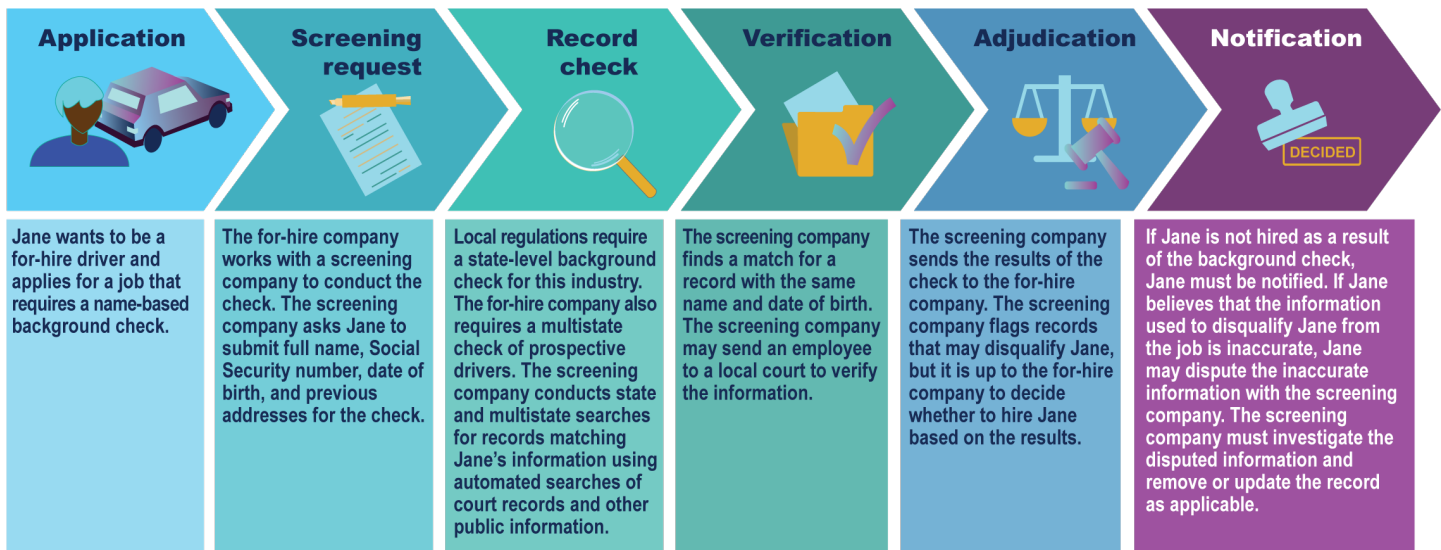 Application
Jane wants to be a
for-hire driver and
applies for a job that
requires a name-based
background check.
Screening
request
The for-hire company
works with a screening
company to conduct the
check. The screening
company asks Jane to
submit full name, Social
Security number, date of
birth, and previous
addresses for the check.
Record
check
Local regulations require
a state-level background
check for this industry.
The for-hire company also
requires a multistate
check of prospective
drivers. The screening
company conducts state
and multistate searches
for records matching
Jane’s information using
automated searches of
court records and other
public information.
Verification
The screening company
finds a match for a
record with the same
name and date of birth.
The screening company
may send an employee
to a local court to verify
the information.
Adjudication
The screening company
sends the results of the
check to the for-hire
company. The screening
company flags records
that may disqualify Jane,
but it is up to the for-hire
company to decide
whether to hire Jane
based on the results.
Notification
DECIDED
If Jane is not hired as a result
of the background check,
Jane must be notified. If Jane
believes that the information
used to disqualify Jane from
the job is inaccurate, Jane
may dispute the inaccurate
information with the screening
company. The screening
company must investigate the
disputed information and
remove or update the record
as applicable.